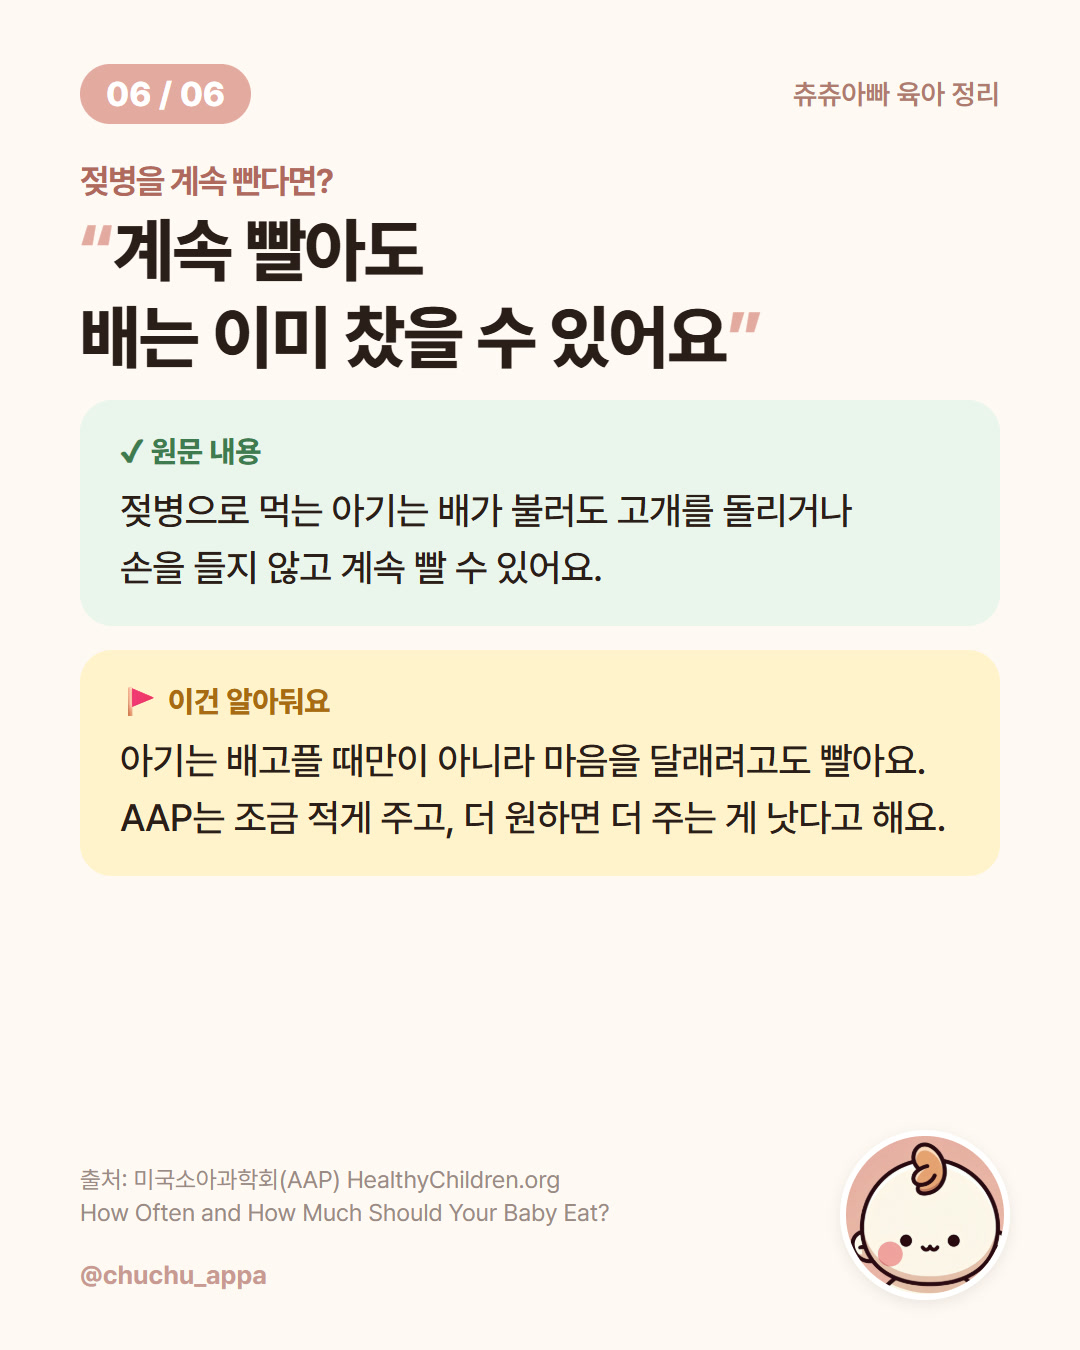 06 / 06
츄츄아빠 육아 정리
젖병을 계속 빤다면?
“계속 빨아도
배는 이미 찼을 수 있어요”
✔ 원문 내용
젖병으로 먹는 아기는 배가 불러도 고개를 돌리거나
손을 들지 않고 계속 빨 수 있어요.
🚩 이건 알아둬요
아기는 배고플 때만이 아니라 마음을 달래려고도 빨아요.
AAP는 조금 적게 주고, 더 원하면 더 주는 게 낫다고 해요.
출처: 미국소아과학회(AAP) HealthyChildren.org
How Often and How Much Should Your Baby Eat?
@chuchu_appa